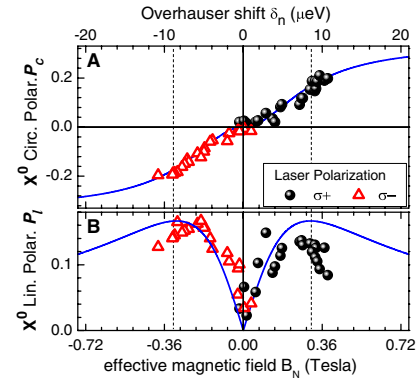 Overhauser shift δn (μeV)
-20 -10 0 10 20
A
X⁰ Circ. Polar. Pc
0.2
0.0
-0.2
Laser Polarization
σ+ σ−
B
X⁰ Lin. Polar. Pl
0.1
0.0
-0.72 -0.36 0.00 0.36 0.72
effective magnetic field BN (Tesla)